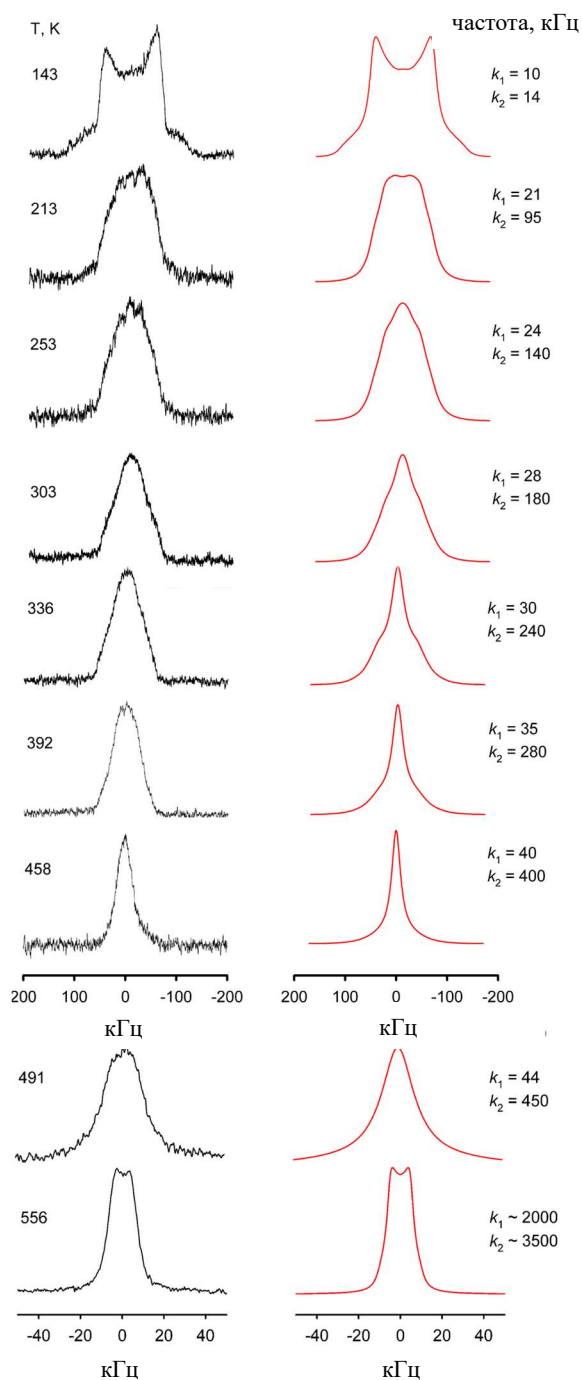 T, K
частота, кГц
143
k₁ = 10
k₂ = 14
213
k₁ = 21
k₂ = 95
253
k₁ = 24
k₂ = 140
303
k₁ = 28
k₂ = 180
336
k₁ = 30
k₂ = 240
392
k₁ = 35
k₂ = 280
458
k₁ = 40
k₂ = 400
200 100 0 -100 -200
200 100 0 -100 -200
кГц
кГц
491
k₁ = 44
k₂ = 450
556
k₁ ~ 2000
k₂ ~ 3500
-40 -20 0 20 40
-40 -20 0 20 40
кГц
кГц